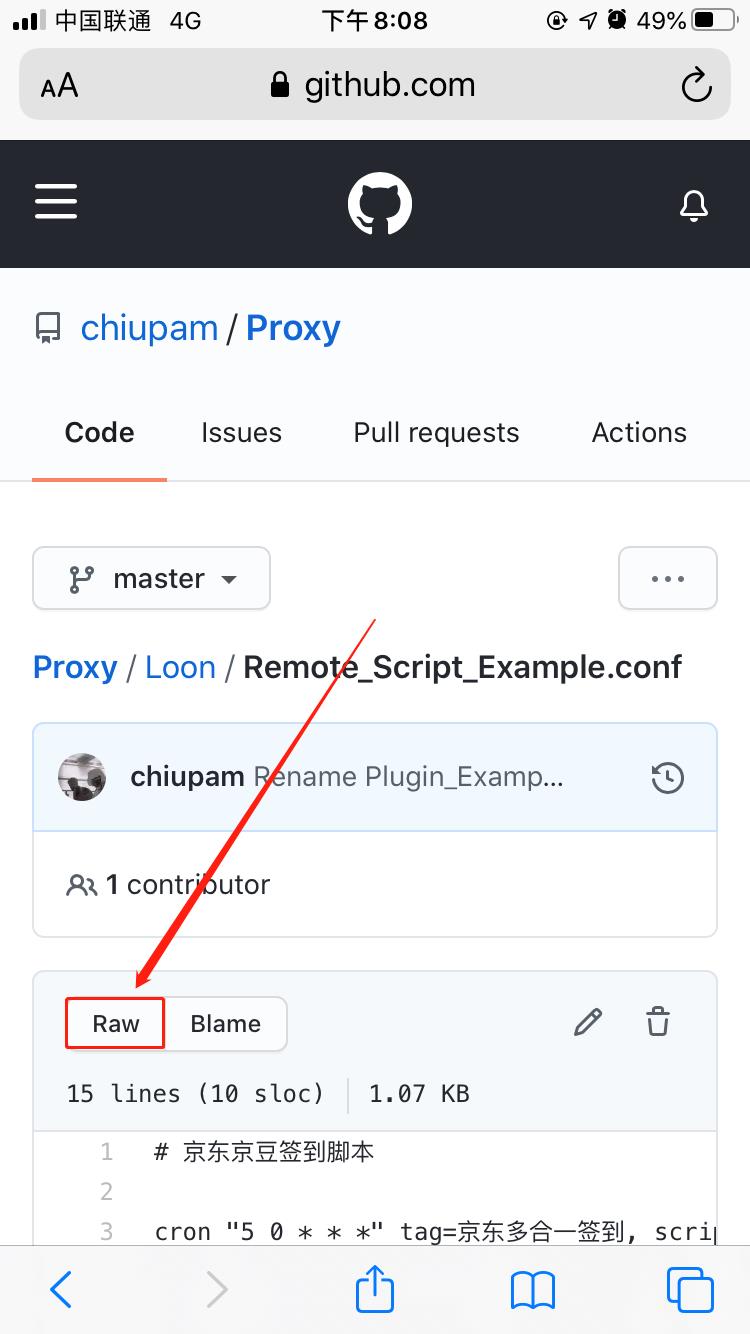 中国联通 4G 下午8:08 49%
AA github.com
chiupam / Proxy
Code Issues Pull requests Actions
master
Proxy / Loon / Remote_Script_Example.conf
chiupam Rename Plugin_Examp...
1 contributor
Raw Blame
15 lines (10 sloc) 1.07 KB
1 # 京东京豆签到脚本
2
3 cron "5 0 * * *" tag=京东多合一签到, scrip